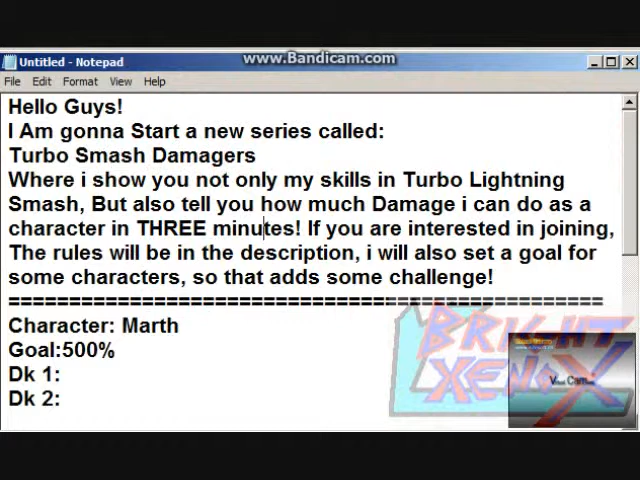 www.Bandicam.com
Untitled - Notepad
File Edit Format View Help
Hello Guys!
I Am gonna Start a new series called:
Turbo Smash Damagers
Where i show you not only my skills in Turbo Lightning
Smash, But also tell you how much Damage i can do as a
character in THREE minutes! If you are interested in joining,
The rules will be in the description, i will also set a goal for
some characters, so that adds some challenge!
=================================================
Character: Marth
Goal:500%
Dk 1:
Dk 2:
BRIGHT
XENOX